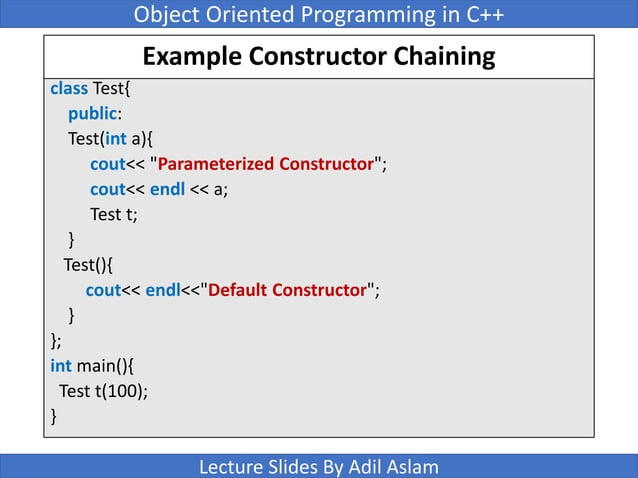 Object Oriented Programming in C++
Example Constructor Chaining
class Test{
public:
Test(int a){
cout<< "Parameterized Constructor";
cout<< endl << a;
Test t;
}
Test(){
cout<< endl<<"Default Constructor";
}
};
int main(){
Test t(100);
}
Lecture Slides By Adil Aslam